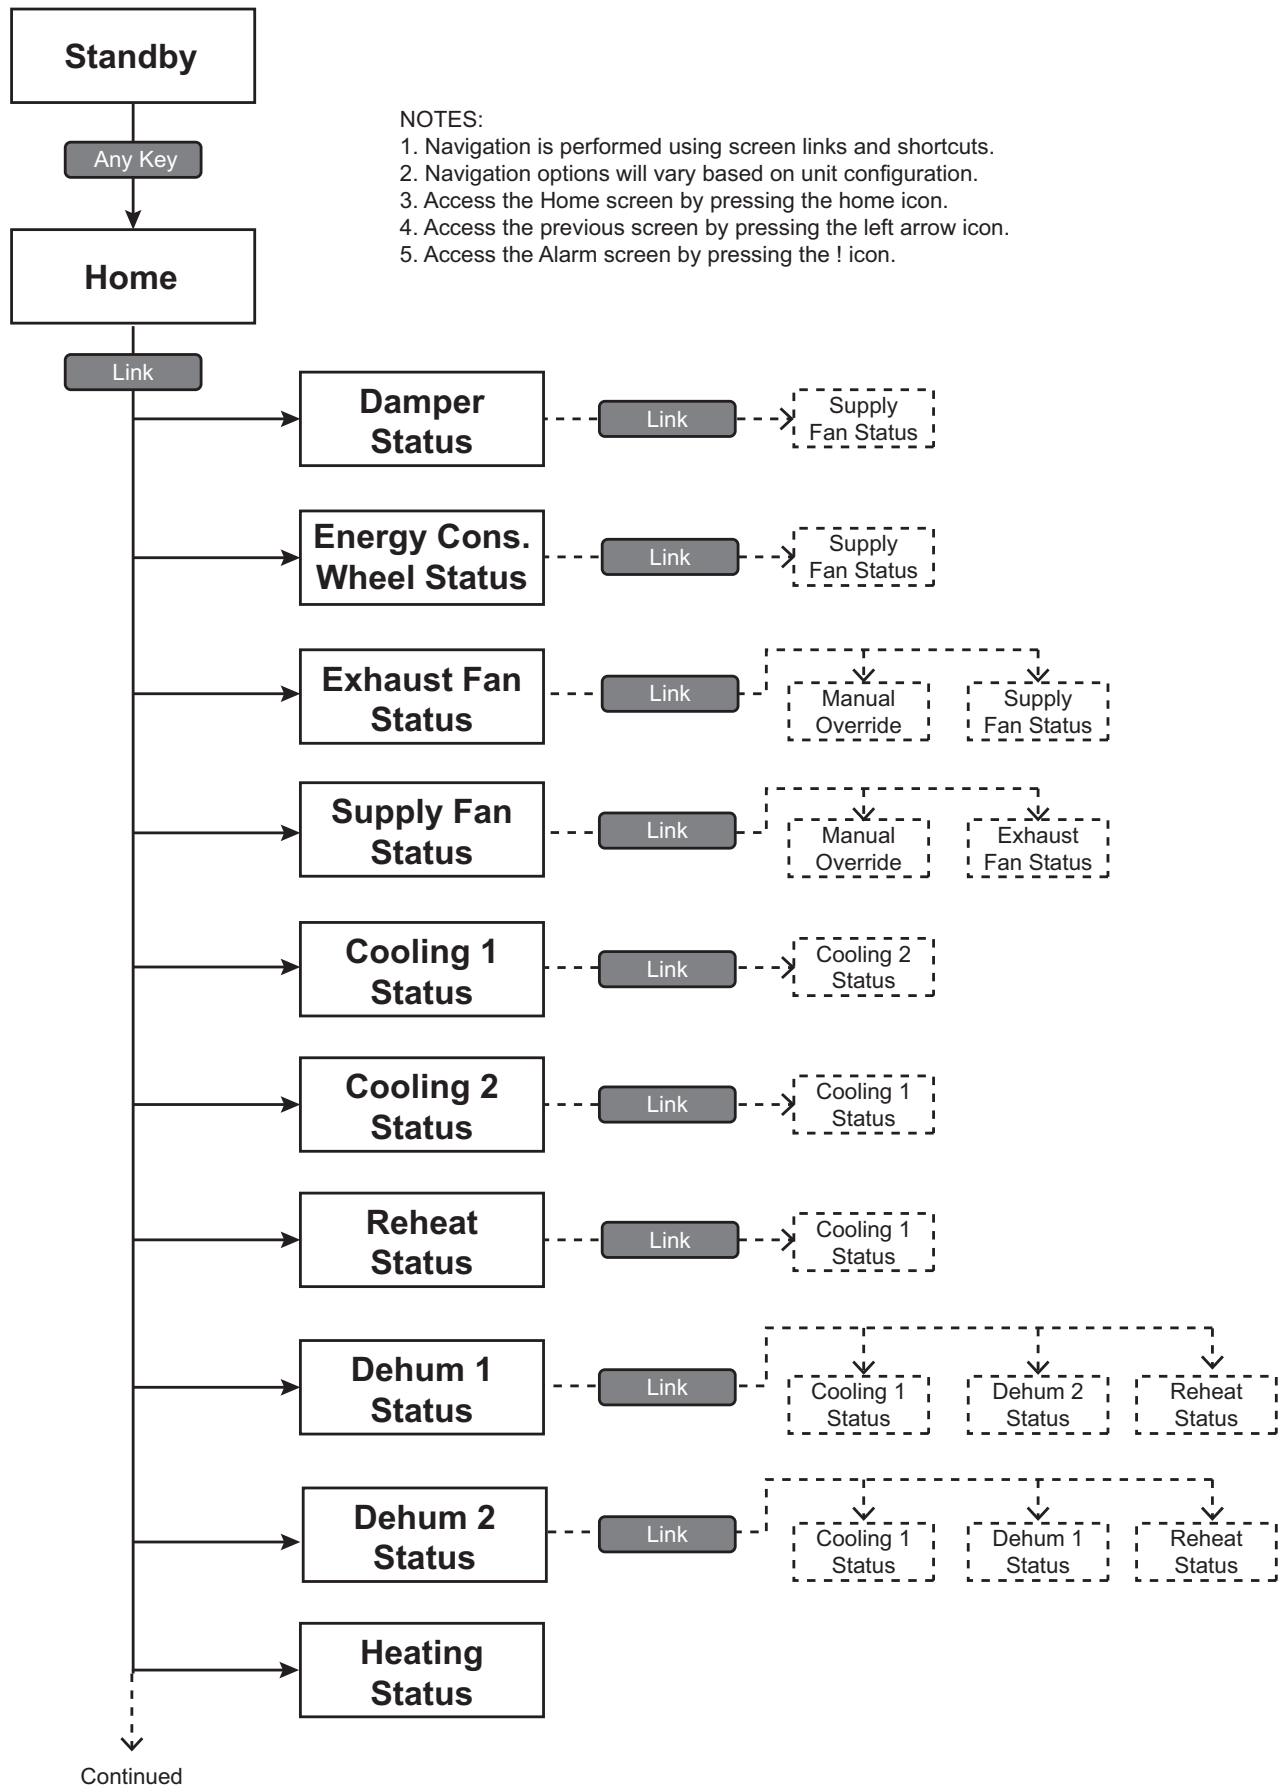 Standby
Any Key
NOTES:
1. Navigation is performed using screen links and shortcuts.
2. Navigation options will vary based on unit configuration.
3. Access the Home screen by pressing the home icon.
4. Access the previous screen by pressing the left arrow icon.
5. Access the Alarm screen by pressing the ! icon.
Home
Link
Damper
Status
Link
Supply
Fan Status
Energy Cons.
Wheel Status
Link
Supply
Fan Status
Exhaust Fan
Status
Link
Manual
Override
Supply
Fan Status
Supply Fan
Status
Link
Manual
Override
Exhaust
Fan Status
Cooling 1
Status
Link
Cooling 2
Status
Cooling 2
Status
Link
Cooling 1
Status
Reheat
Status
Link
Cooling 1
Status
Dehum 1
Status
Link
Cooling 1
Status
Dehum 2
Status
Reheat
Status
Dehum 2
Status
Link
Cooling 1
Status
Dehum 1
Status
Reheat
Status
Heating
Status
Continued